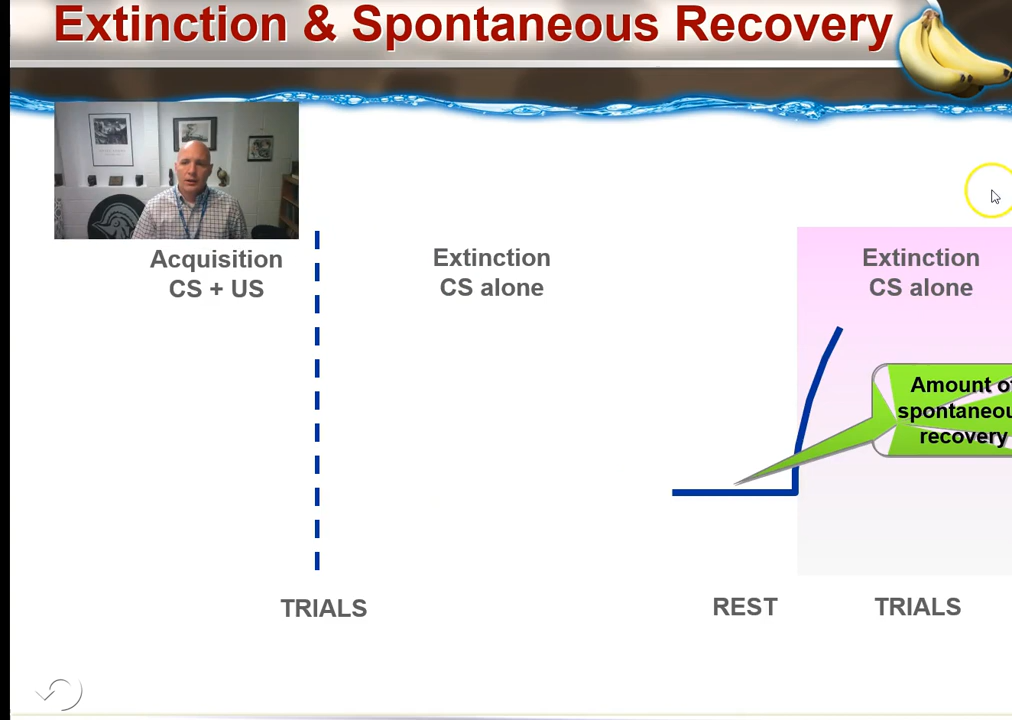 Extinction & Spontaneous Recovery
Acquisition
CS + US
Extinction
CS alone
Extinction
CS alone
Amount of
spontaneou
recovery
TRIALS
REST
TRIALS